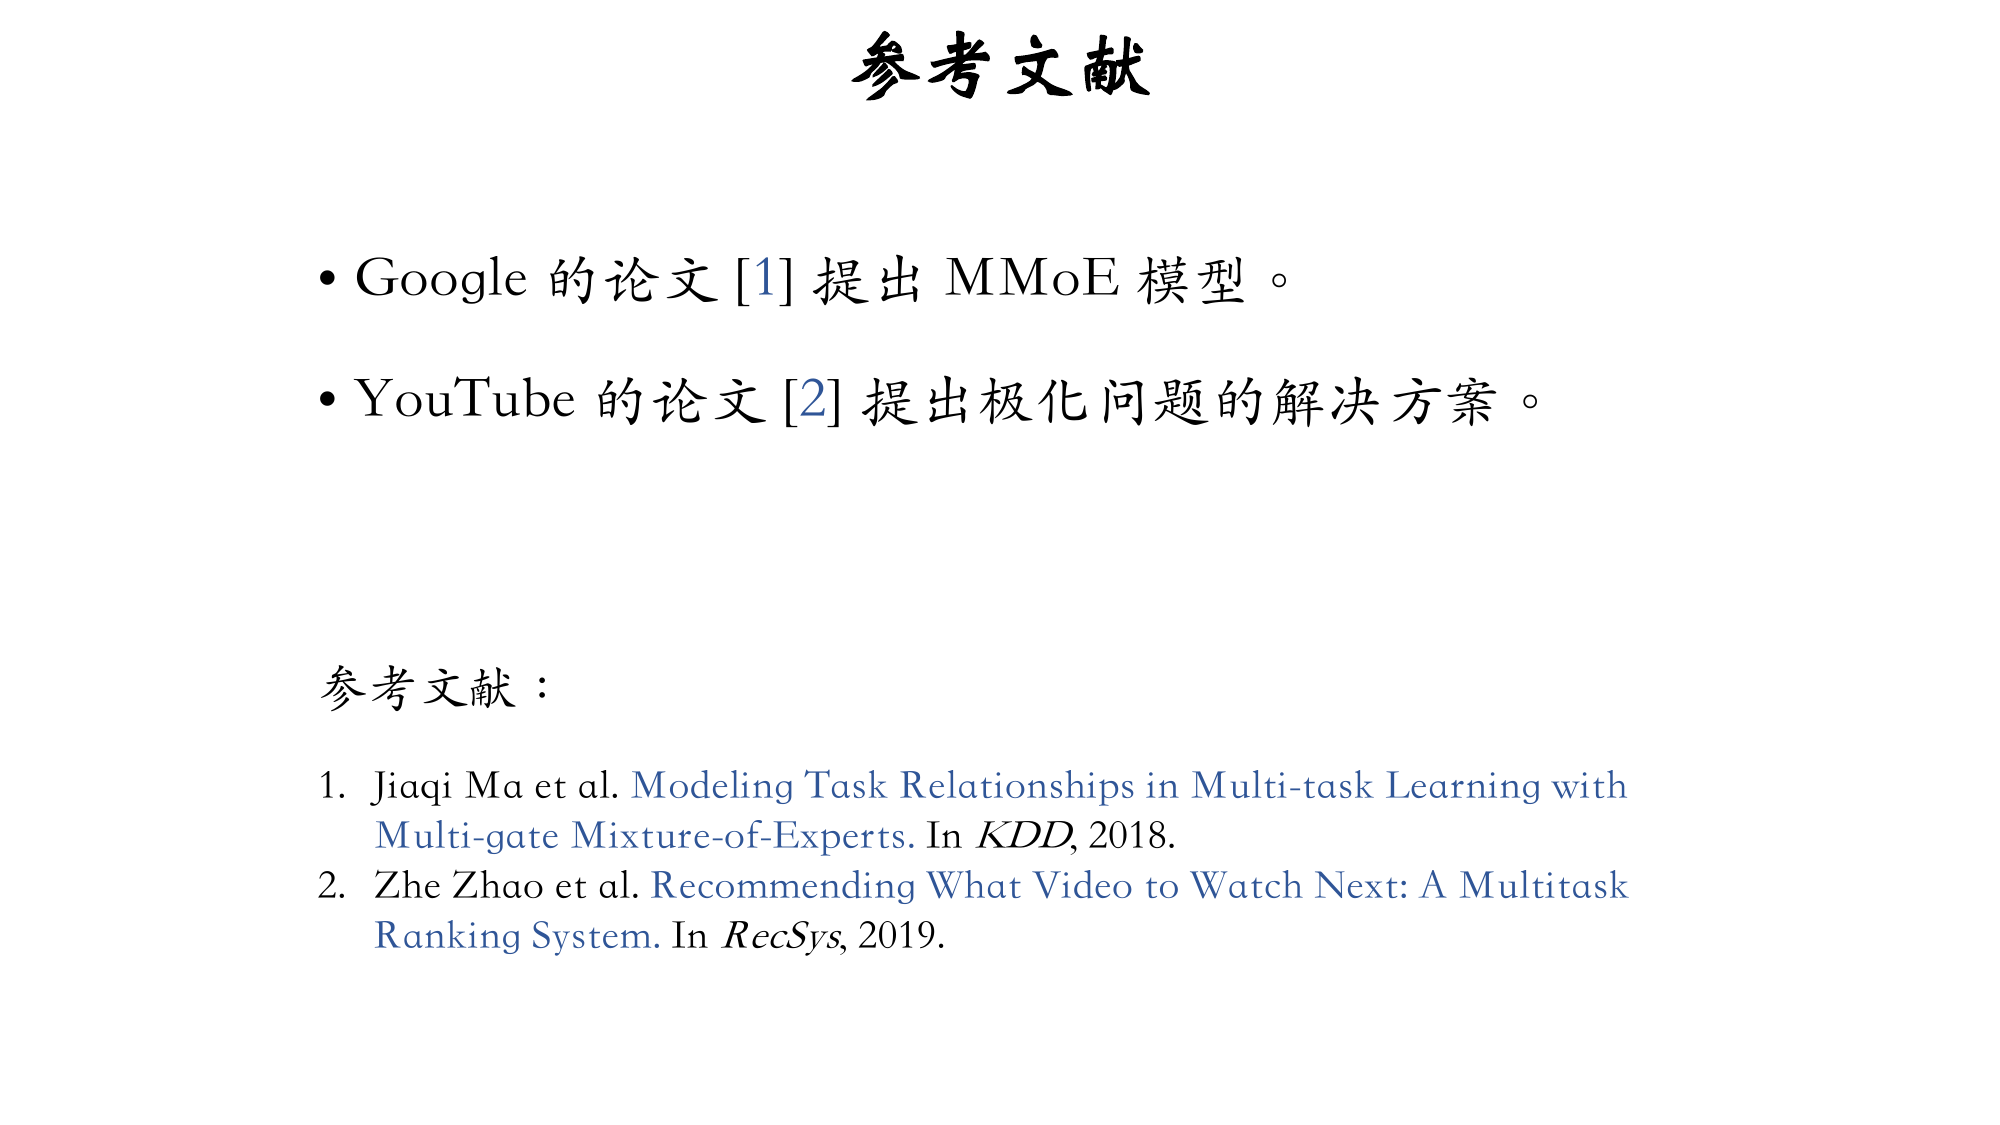 参考文献
• Google 的论文 [1] 提出 MMoE 模型。
• YouTube 的论文 [2] 提出极化问题的解决方案。
参考文献：
1. Jiaqi Ma et al. Modeling Task Relationships in Multi-task Learning with
Multi-gate Mixture-of-Experts. In KDD, 2018.
2. Zhe Zhao et al. Recommending What Video to Watch Next: A Multitask
Ranking System. In RecSys, 2019.